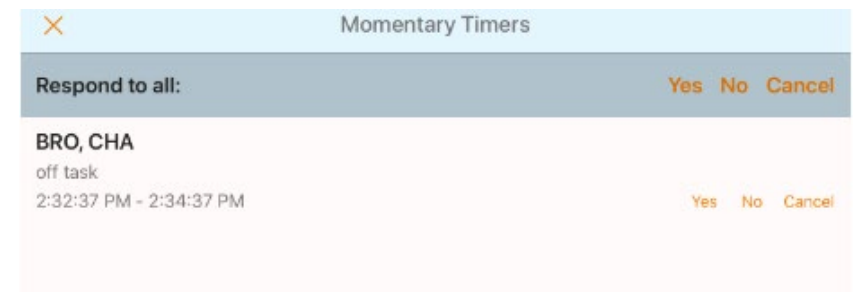 Momentary Timers
Respond to all: Yes No Cancel
BRO, CHA
off task
2:32:37 PM - 2:34:37 PM Yes No Cancel